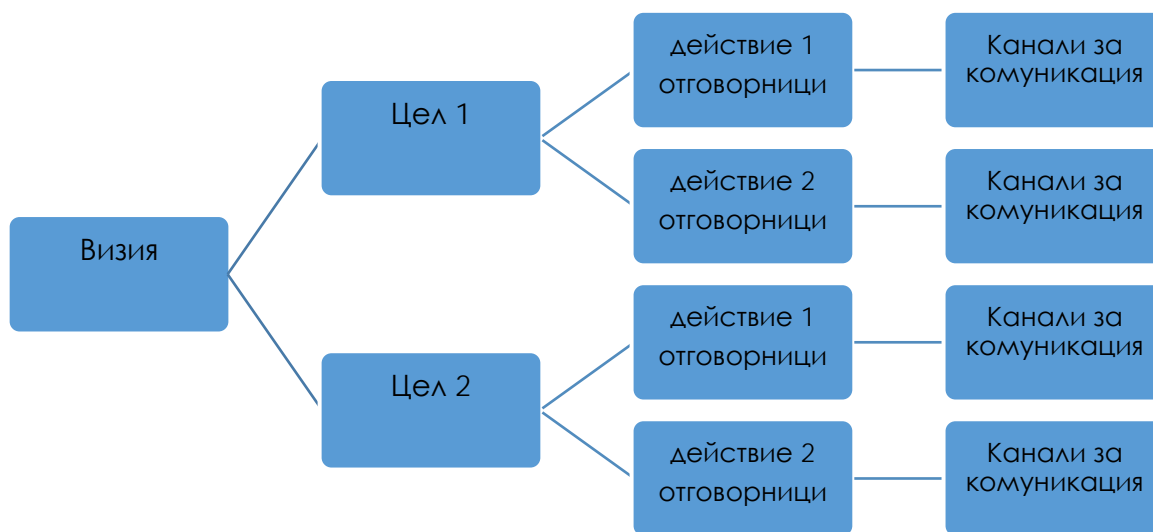 Визия
Цел 1
действие 1
отговорници
Канали за
комуникация
действие 2
отговорници
Канали за
комуникация
Цел 2
действие 1
отговорници
Канали за
комуникация
действие 2
отговорници
Канали за
комуникация